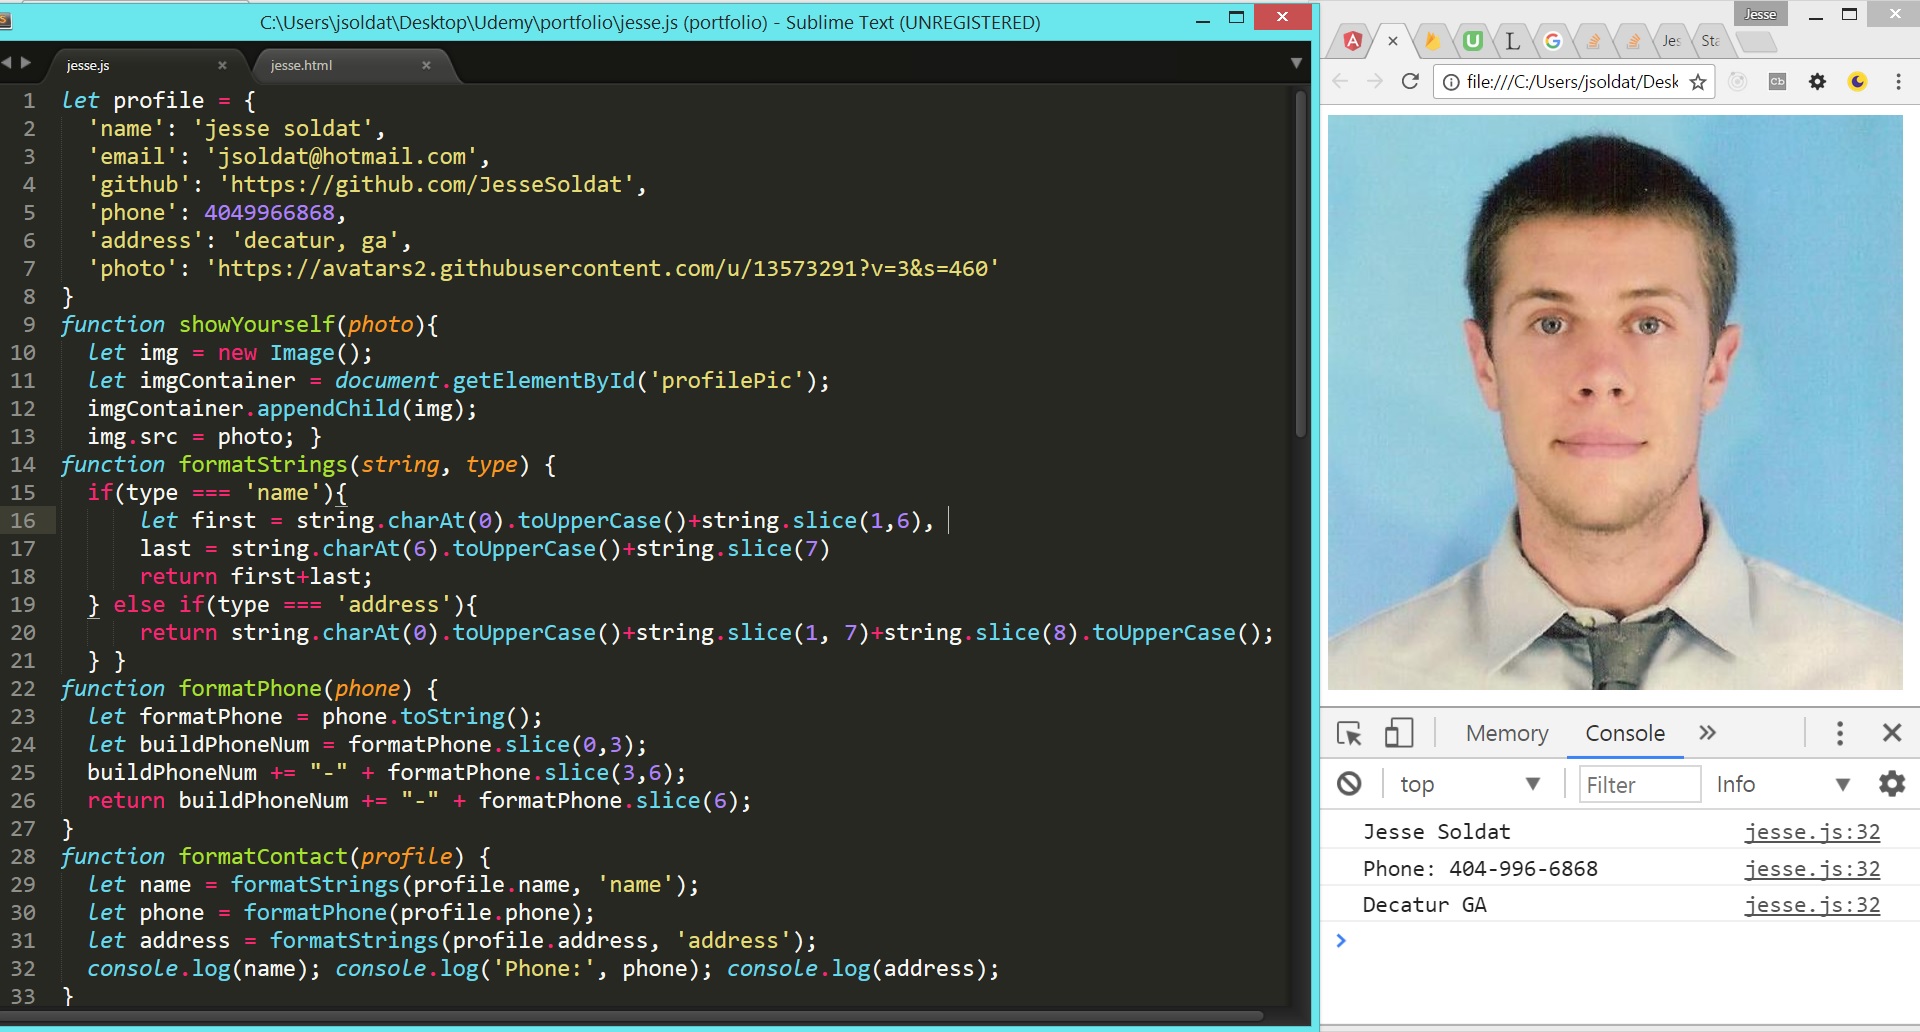 C:\Users\jsoldat\Desktop\Udemy\portfolio\jesse.js (portfolio) - Sublime Text (UNREGISTERED)
jesse.js
jesse.html
1 let profile = {
2 'name': 'jesse soldat',
3 'email': 'jsoldat@hotmail.com',
4 'github': 'https://github.com/JesseSoldat',
5 'phone': 4049966868,
6 'address': 'decatur, ga',
7 'photo': 'https://avatars2.githubusercontent.com/u/13573291?v=3&s=460'
8 }
9 function showYourself(photo){
10 let img = new Image();
11 let imgContainer = document.getElementById('profilePic');
12 imgContainer.appendChild(img);
13 img.src = photo; }
14 function formatStrings(string, type) {
15 if(type === 'name'){
16 let first = string.charAt(0).toUpperCase()+string.slice(1,6),
17 last = string.charAt(6).toUpperCase()+string.slice(7)
18 return first+last;
19 } else if(type === 'address'){
20 return string.charAt(0).toUpperCase()+string.slice(1, 7)+string.slice(8).toUpperCase();
21 } }
22 function formatPhone(phone) {
23 let formatPhone = phone.toString();
24 let buildPhoneNum = formatPhone.slice(0,3);
25 buildPhoneNum += "-" + formatPhone.slice(3,6);
26 return buildPhoneNum += "-" + formatPhone.slice(6);
27 }
28 function formatContact(profile) {
29 let name = formatStrings(profile.name, 'name');
30 let phone = formatPhone(profile.phone);
31 let address = formatStrings(profile.address, 'address');
32 console.log(name); console.log('Phone:', phone); console.log(address);
33 }
Jesse
Jes
Sta
file:///C:/Users/jsoldat/Desk
Memory
Console
top
Filter
Info
Jesse Soldat jesse.js:32
Phone: 404-996-6868 jesse.js:32
Decatur GA jesse.js:32